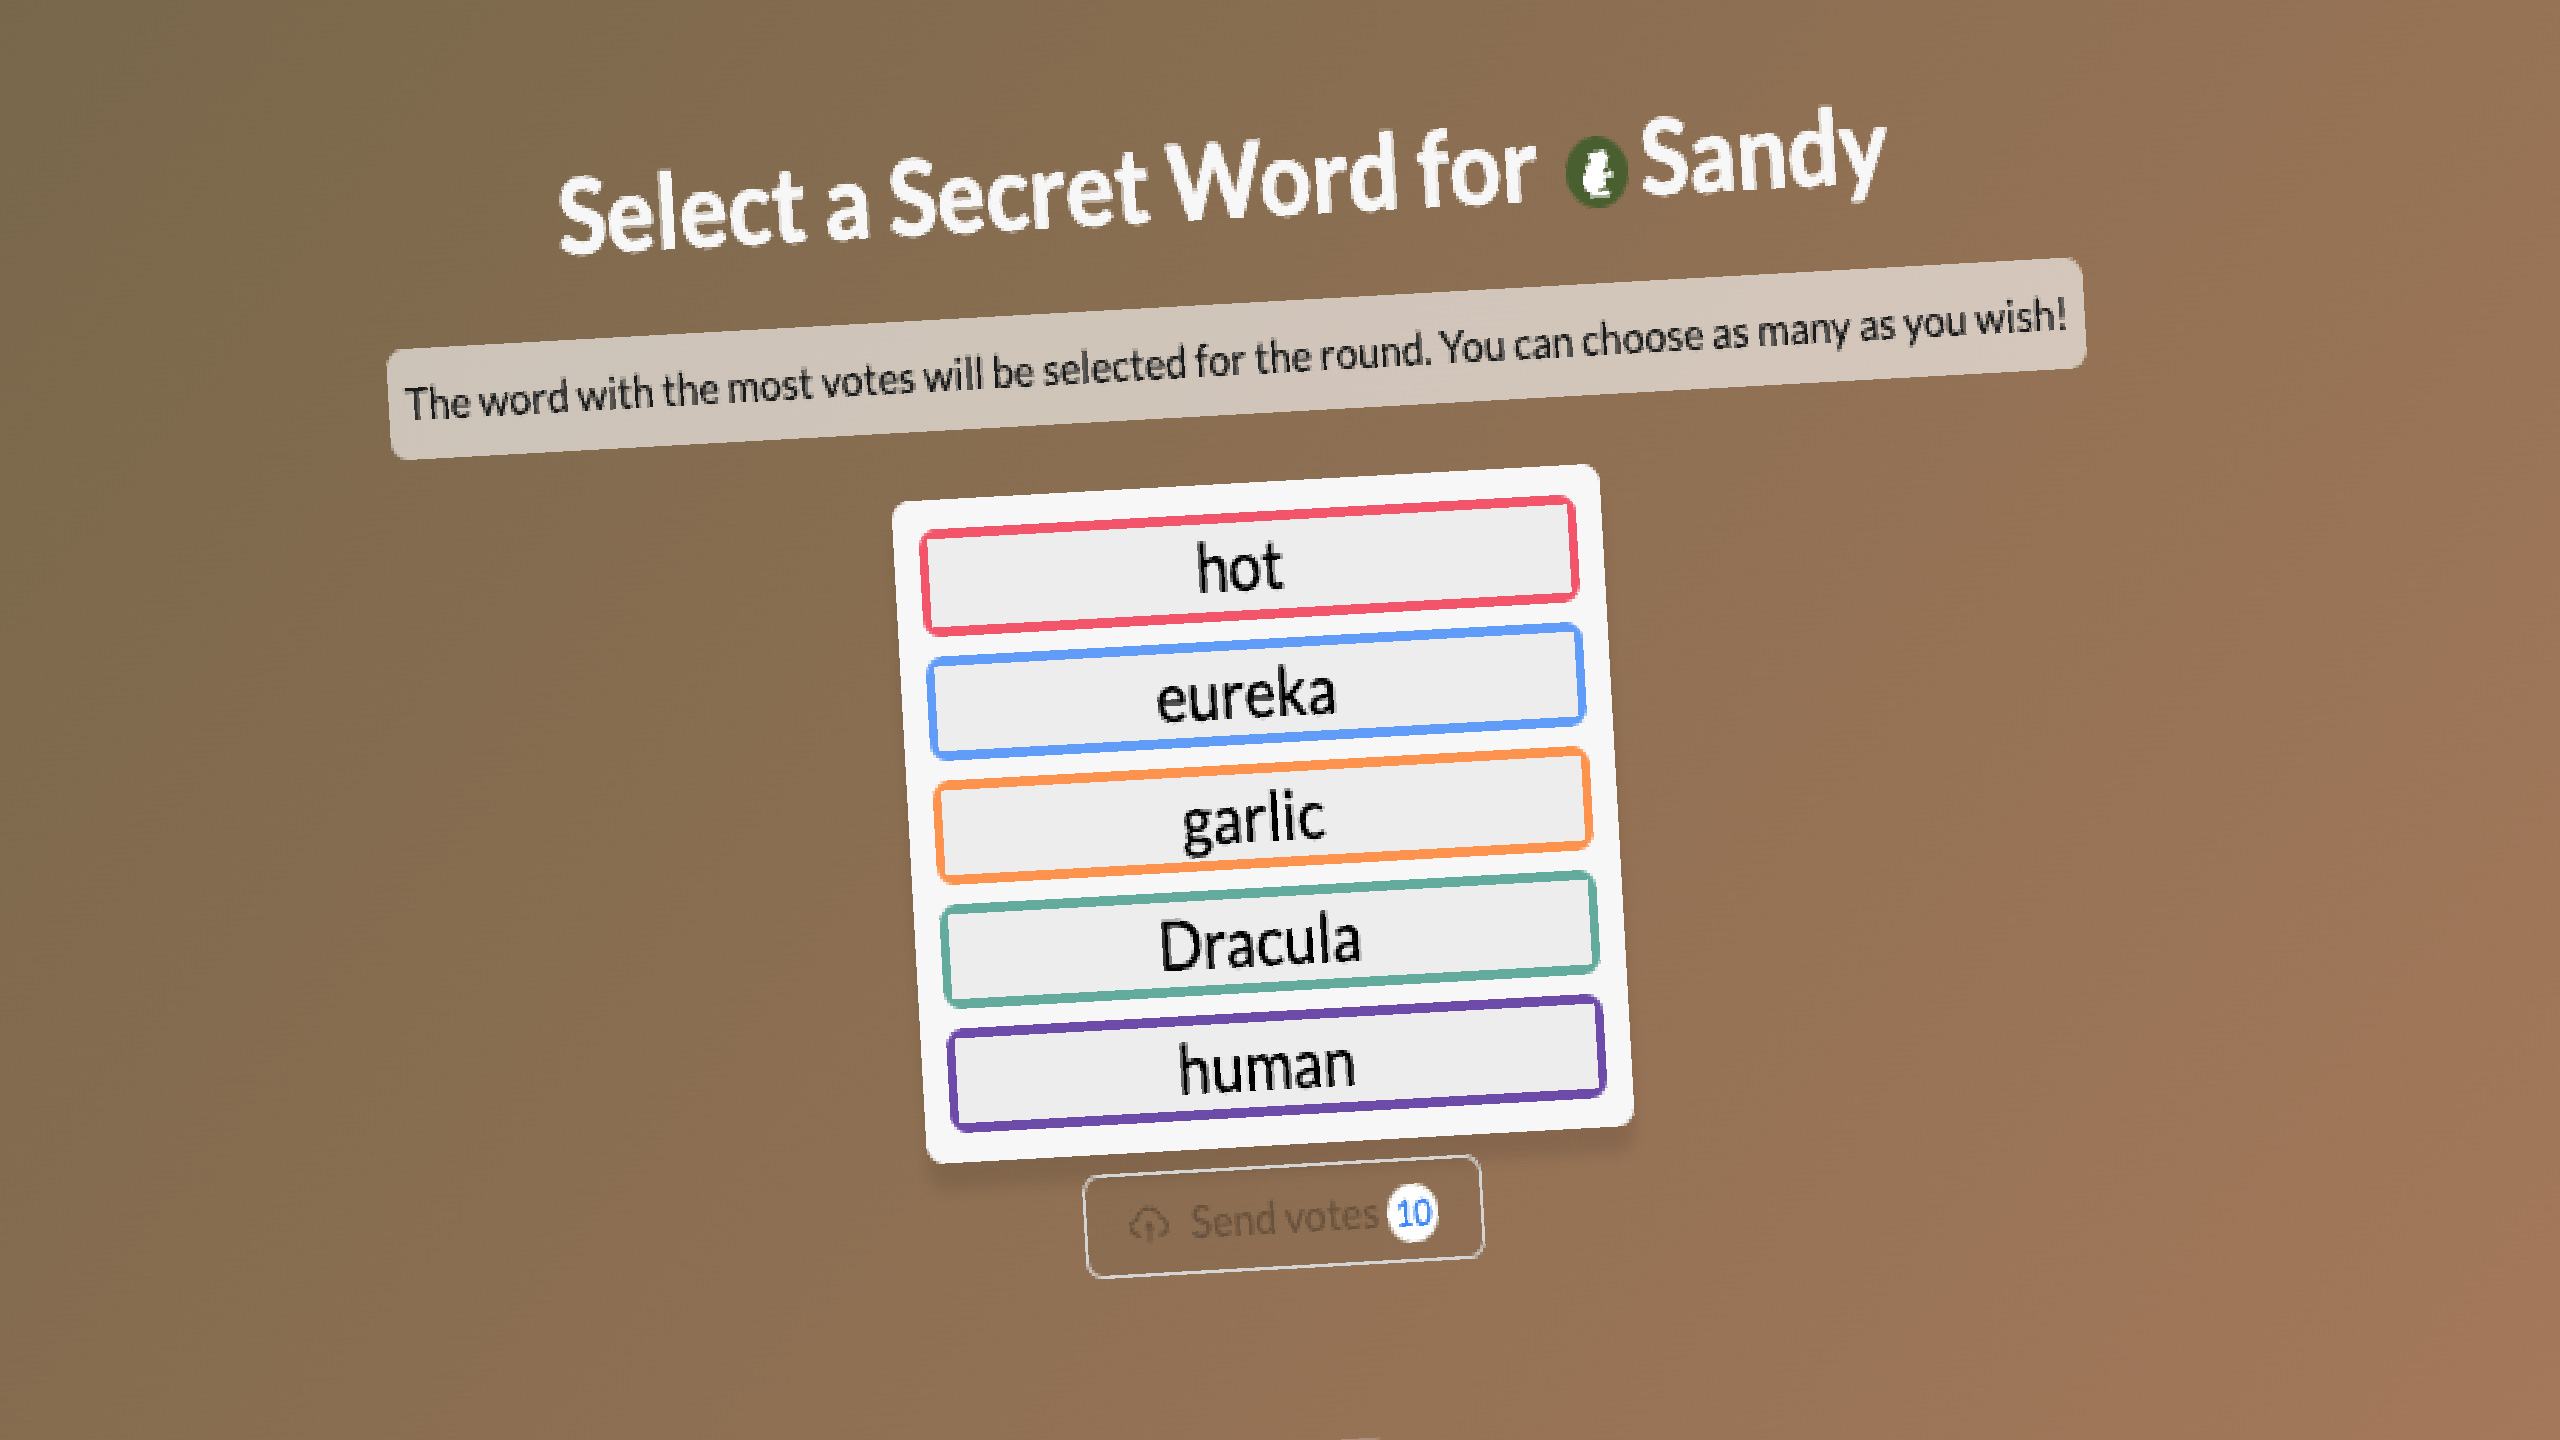 Select a Secret Word for Sandy
The word with the most votes will be selected for the round. You can choose as many as you wish!
hot
eureka
garlic
Dracula
human
Send votes 10